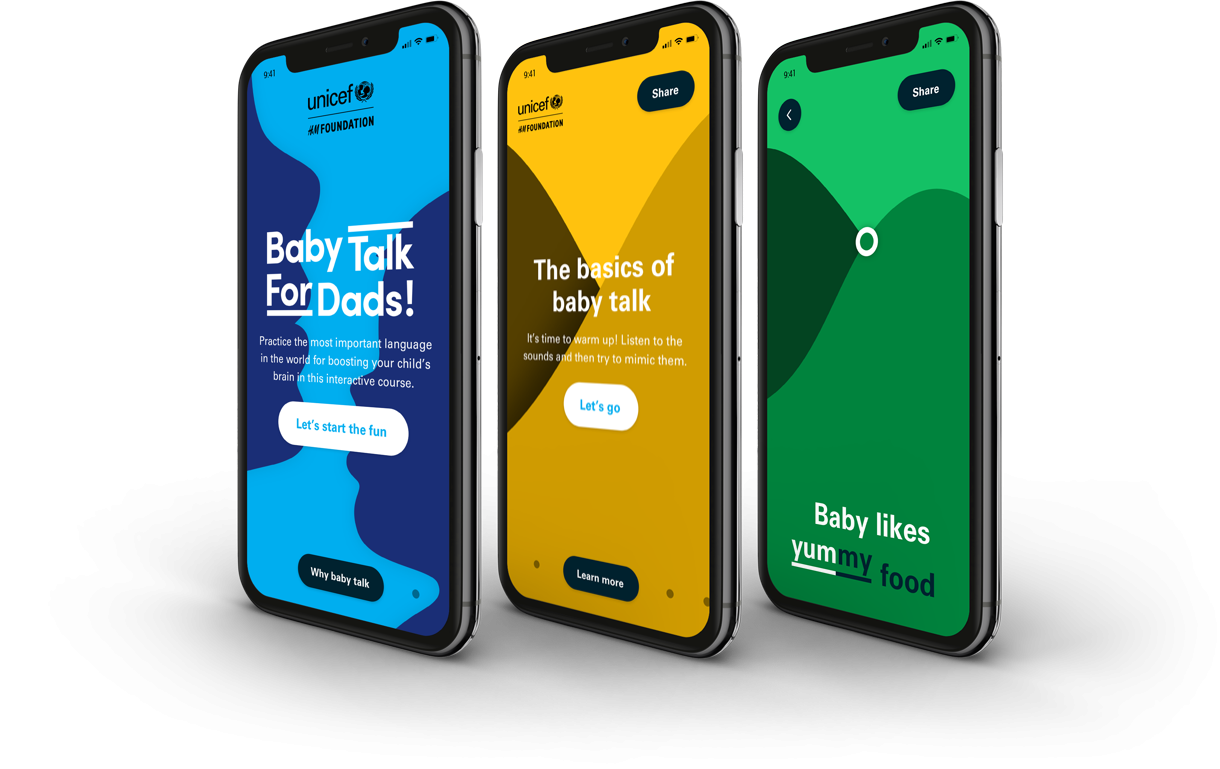 9:41
unicef
H&M FOUNDATION
Baby Talk
For Dads!
Practice the most important language
in the world for boosting your child's
brain in this interactive course.
Let's start the fun
Why baby talk
9:41
Share
unicef
H&M FOUNDATION
The basics of
baby talk
It's time to warm up! Listen to the
sounds and then try to mimic them.
Let's go
Learn more
9:41
Share
Baby likes
yummy food